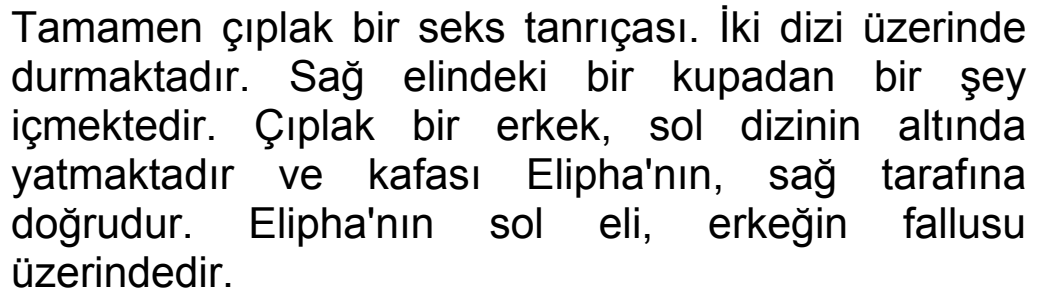 Tamamen çıplak bir seks tanrıçası. İki dizi üzerinde
durmaktadır. Sağ elindeki bir kupadan bir şey
içmektedir. Çıplak bir erkek, sol dizinin altında
yatmaktadır ve kafası Elipha'nın, sağ tarafına
doğrudur. Elipha'nın sol eli, erkeğin fallusu
üzerindedir.